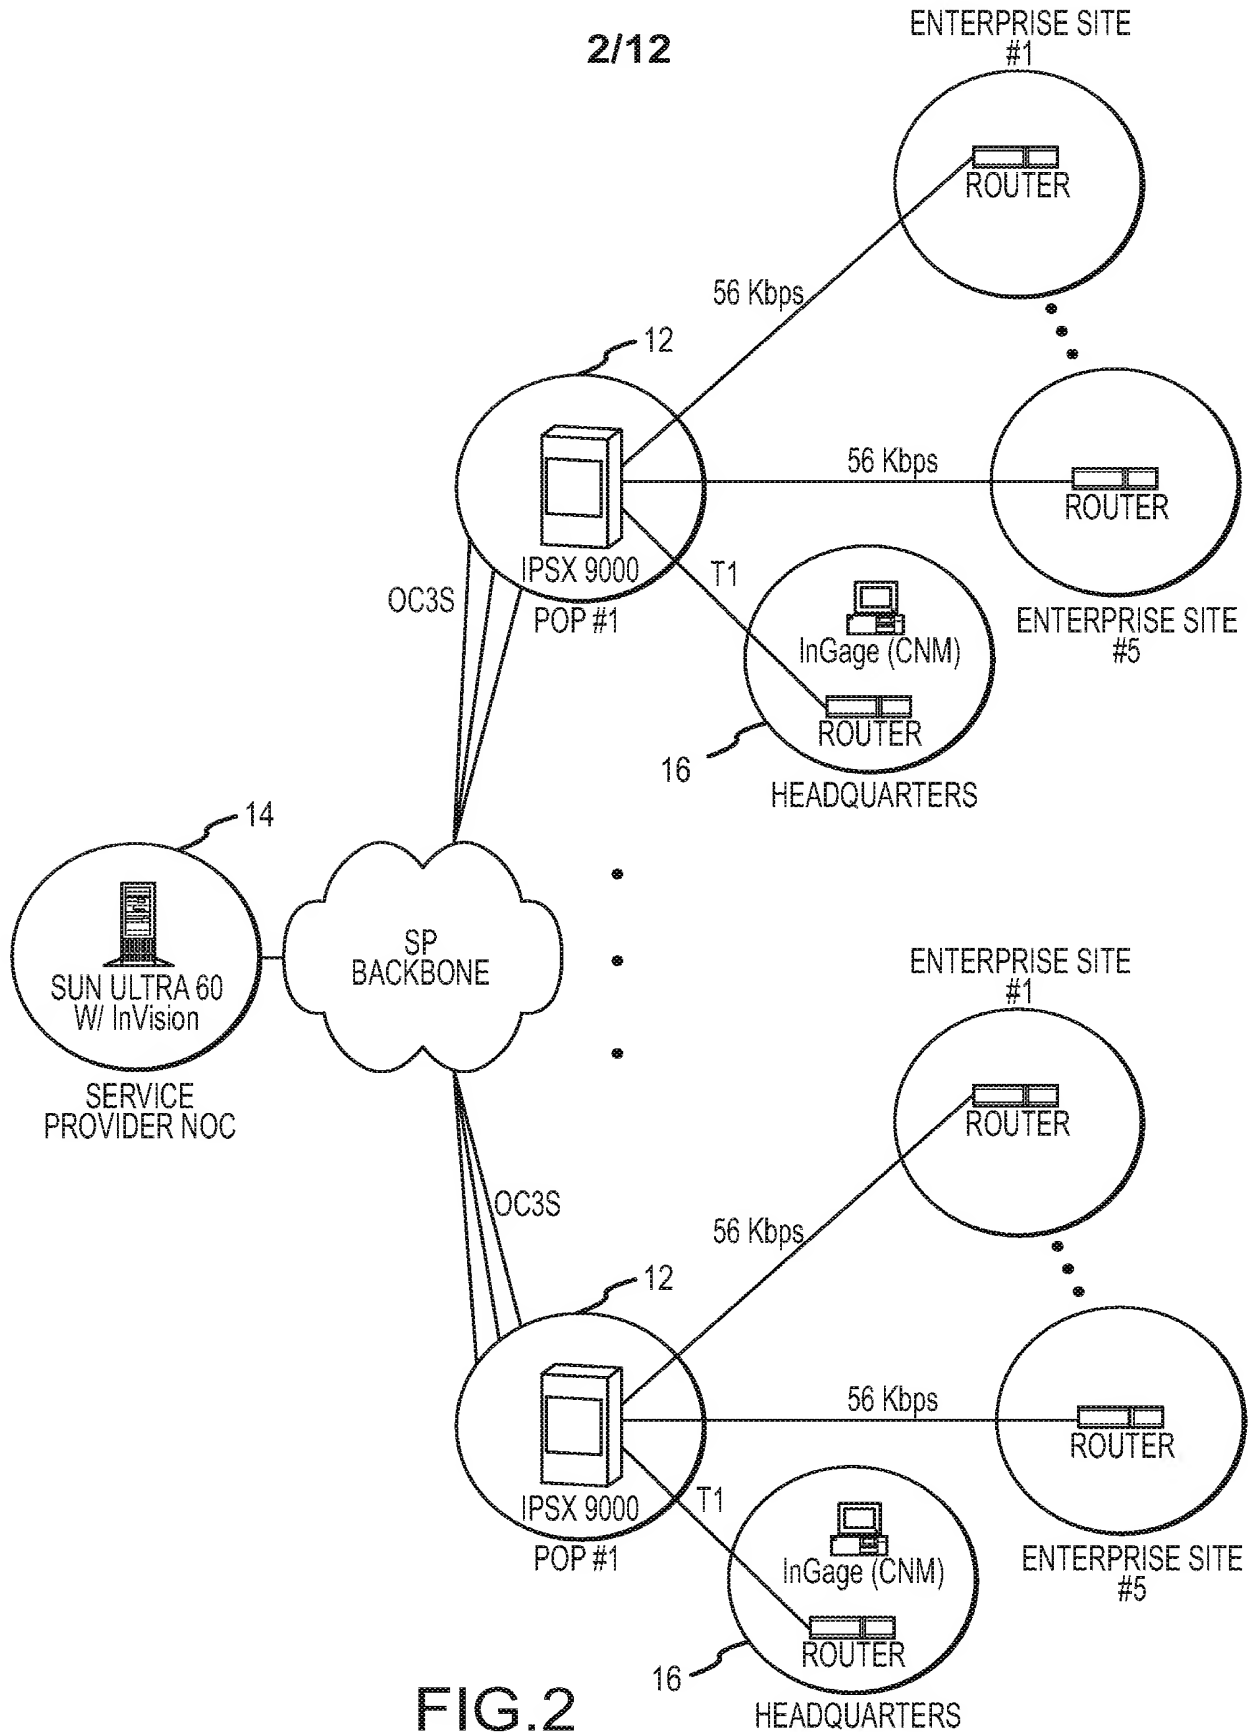 2/12
ENTERPRISE SITE
#1
ROUTER
56 Kbps
12
56 Kbps
ROUTER
IPSX 9000
POP #1
OC3S
T1
InGage (CNM)
ROUTER
16
HEADQUARTERS
ENTERPRISE SITE
#5
14
SUN ULTRA 60
W/ InVision
SERVICE
PROVIDER NOC
SP
BACKBONE
ENTERPRISE SITE
#1
ROUTER
OC3S
56 Kbps
12
56 Kbps
ROUTER
IPSX 9000
POP #1
T1
InGage (CNM)
ROUTER
16
HEADQUARTERS
ENTERPRISE SITE
#5
FIG.2